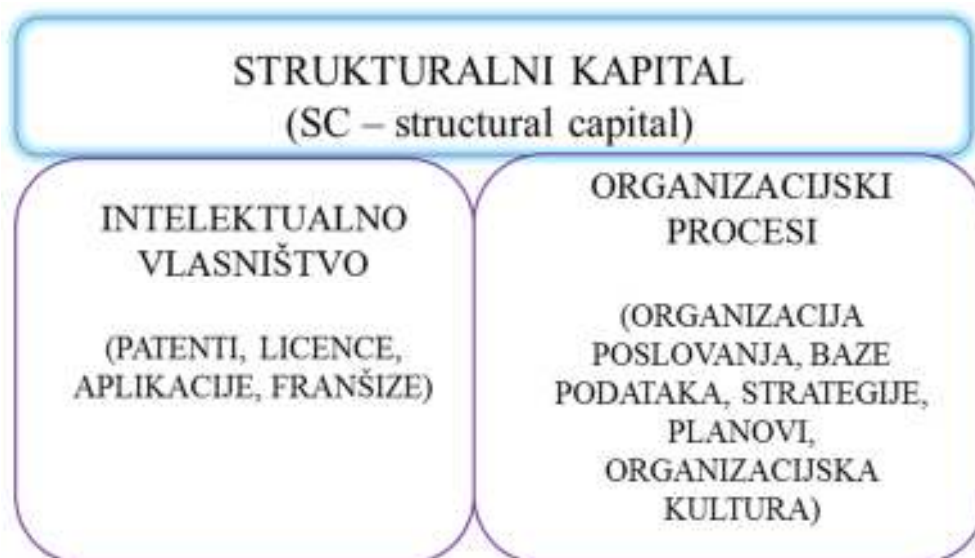 STRUKTURALNI KAPITAL
(SC – structural capital)
INTELEKTUALNO
VLASNIŠTVO
(PATENTI, LICENCE,
APLIKACIJE, FRANŠIZE)
ORGANIZACIJSKI
PROCESI
(ORGANIZACIJA
POSLOVANJA, BAZE
PODATAKA, STRATEGIJE,
PLANOVI,
ORGANIZACIJSKA
KULTURA)